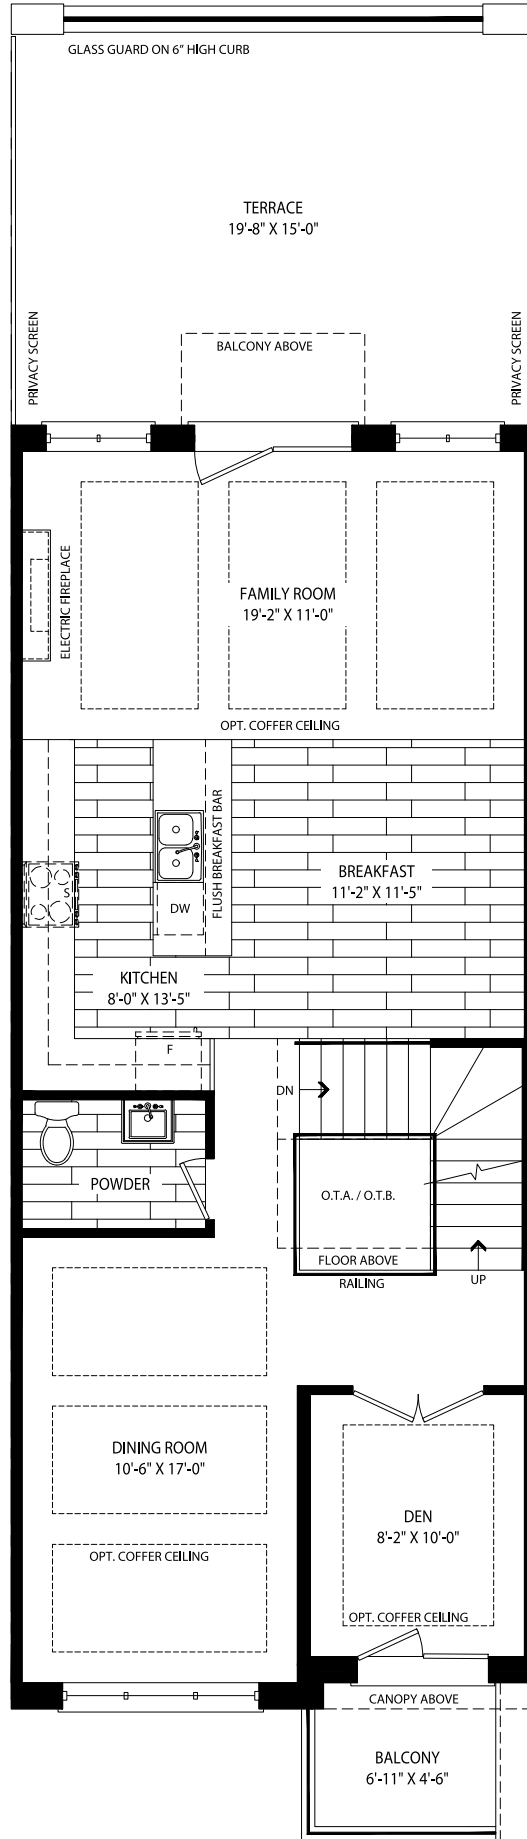 GLASS GUARD ON 6" HIGH CURB
TERRACE
19'-8" X 15'-0"
PRIVACY SCREEN
PRIVACY SCREEN
BALCONY ABOVE
ELECTRIC FIREPLACE
FAMILY ROOM
19'-2" X 11'-0"
OPT. COFFER CEILING
FLUSH BREAKFAST BAR
BREAKFAST
11'-2" X 11'-5"
S
DW
KITCHEN
8'-0" X 13'-5"
F
DN
POWDER
O.T.A. / O.T.B.
FLOOR ABOVE
RAILING
UP
DINING ROOM
10'-6" X 17'-0"
OPT. COFFER CEILING
DEN
8'-2" X 10'-0"
OPT. COFFER CEILING
CANOPY ABOVE
BALCONY
6'-11" X 4'-6"